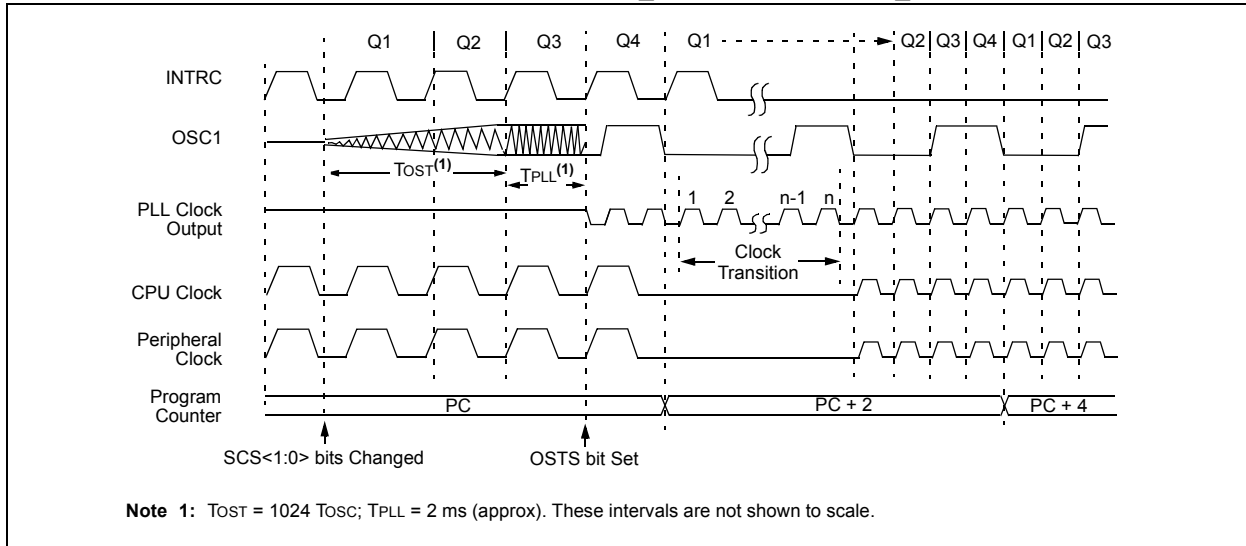 Q1 Q2 Q3 Q4 Q1 Q2 Q3 Q4 Q1 Q2 Q3
INTRC
OSC1
TOST(1) TPLL(1)
1 2 n-1 n
PLL Clock
Output
Clock
Transition
CPU Clock
Peripheral
Clock
Program
Counter
PC PC + 2 PC + 4
SCS<1:0> bits Changed OSTS bit Set
Note 1: TOST = 1024 TOSC; TPLL = 2 ms (approx). These intervals are not shown to scale.